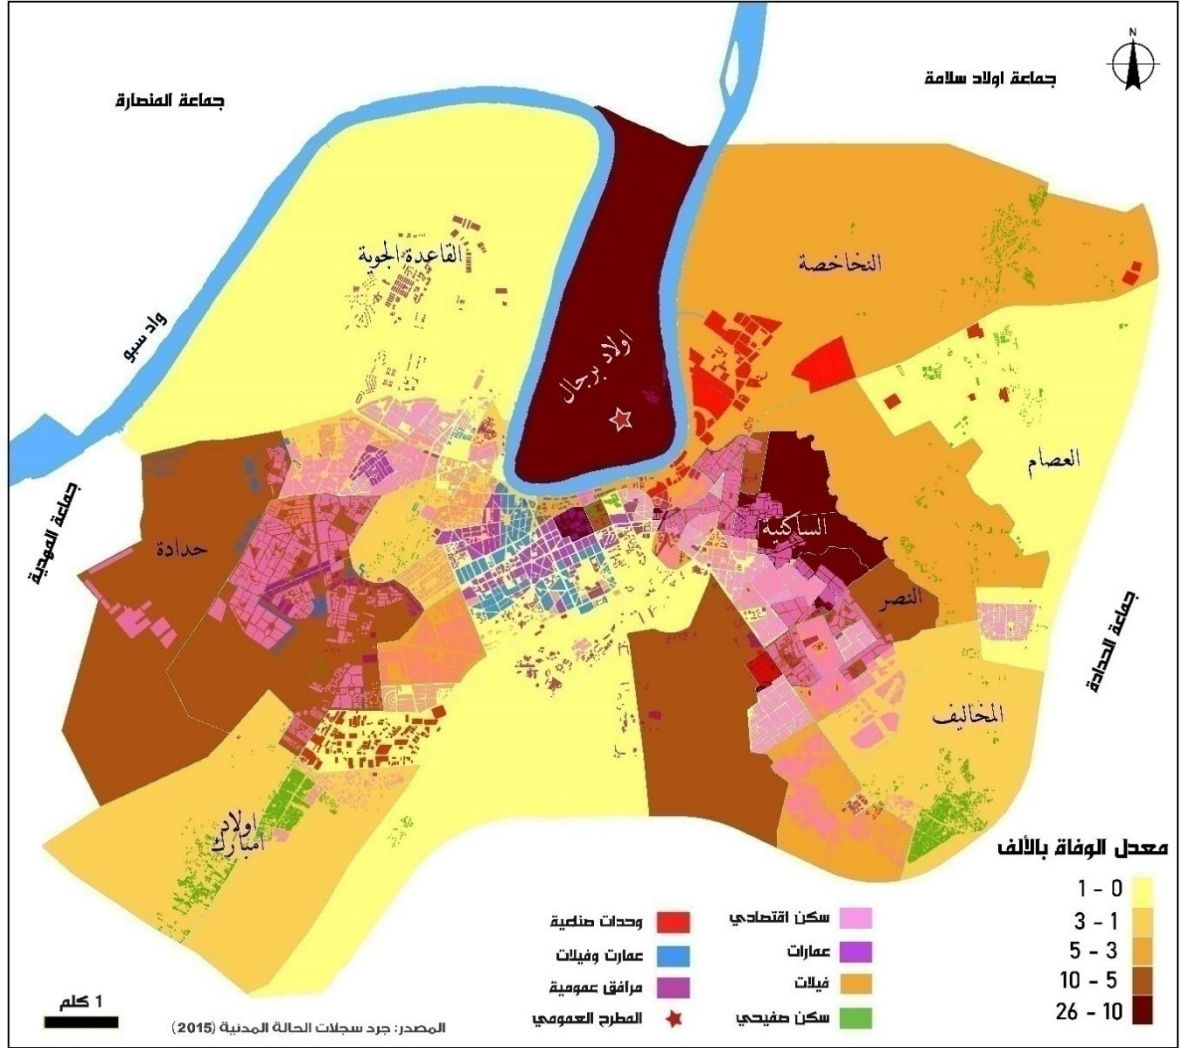 N
جماعة اولاد سلامة
جماعة المنصارة
القاعدة الجوية
النخاخصة
واد سبو
اولاد برجال
العصام
جماعة المهدية
حدادة
الساكنية
النصر
جماعة الحدادة
المخاليف
اولاد
امبارك
معدل الوفاة بالألف
0 - 1
1 - 3
3 - 5
5 - 10
10 - 26
سكن اقتصادي
عمارات
فيلات
سكن صفيحي
وحدات صناعية
عمارت وفيلات
مرافق عمومية
المطرح العمومي
1 كلم
المصدر: جرد سجلات الحالة المدنية (2015)